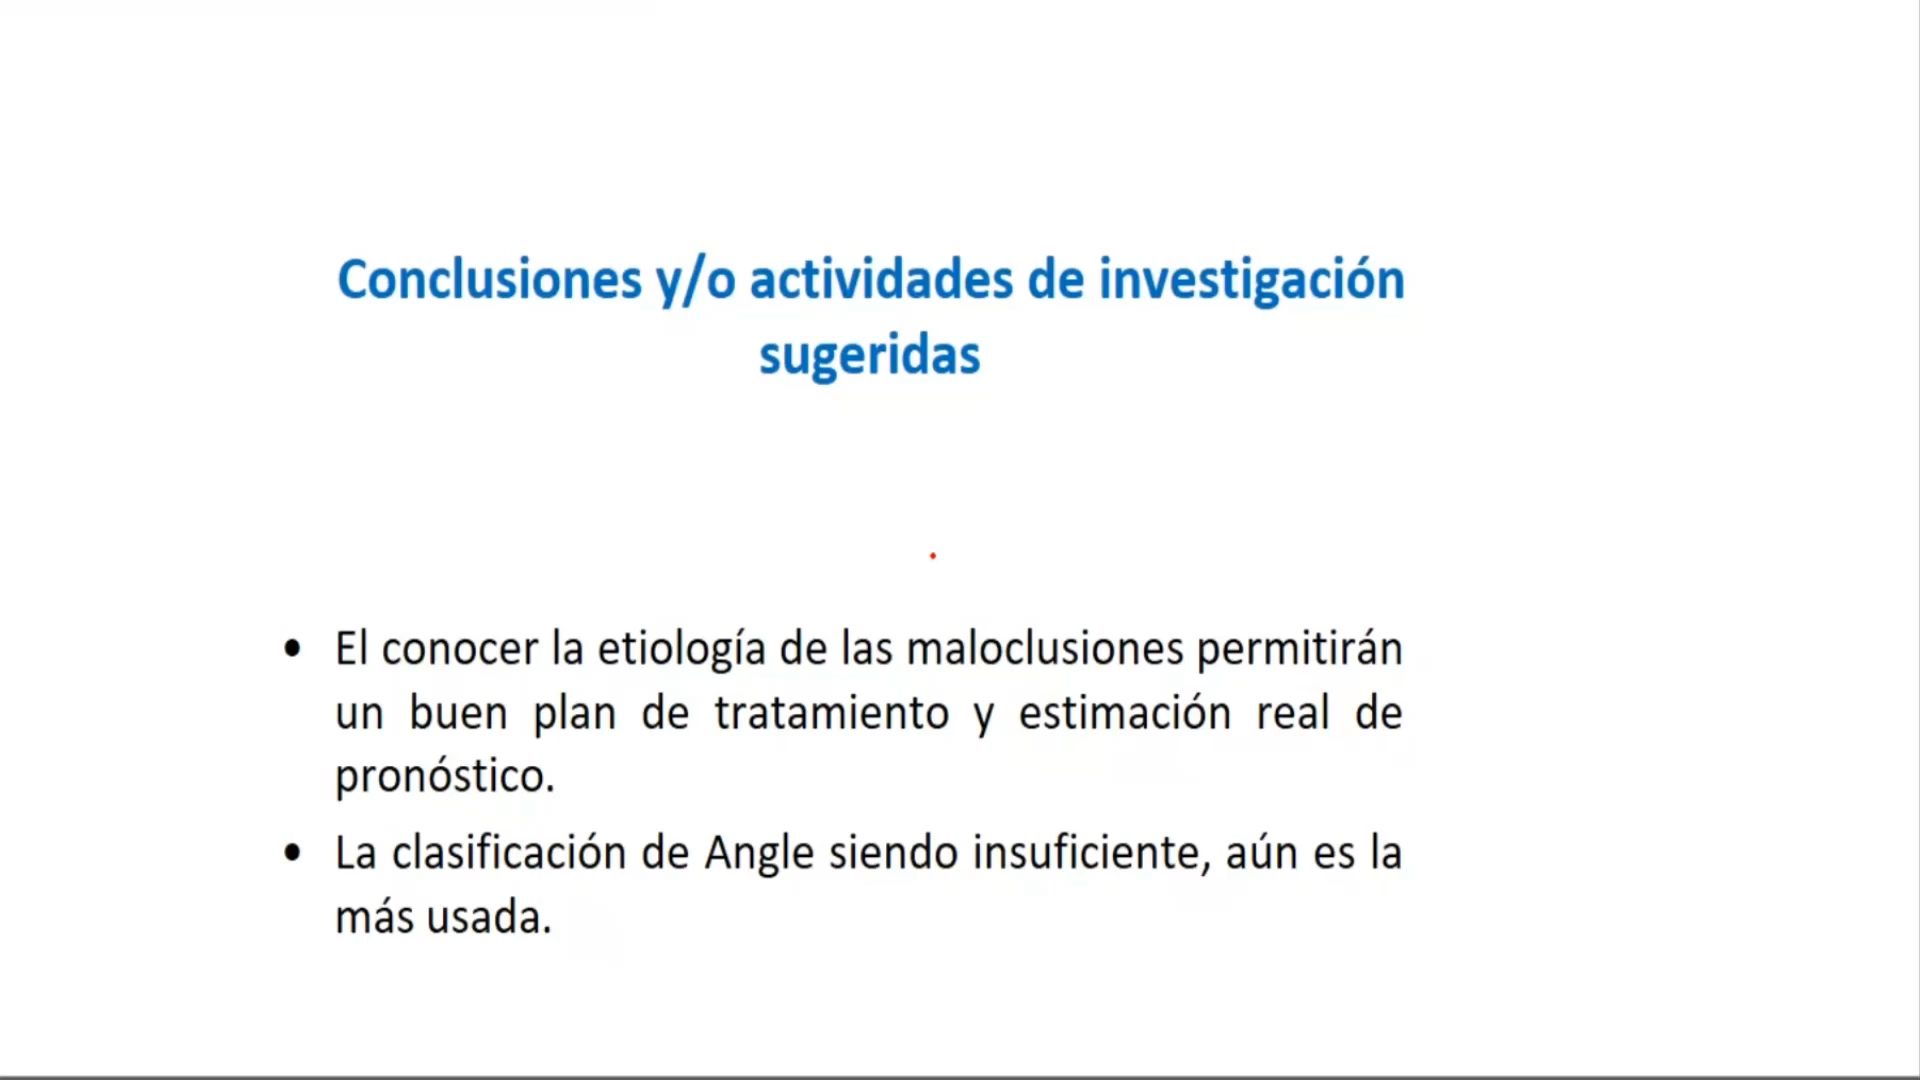 Conclusiones y/o actividades de investigación
sugeridas
• El conocer la etiología de las maloclusiones permitirán
un buen plan de tratamiento y estimación real de
pronóstico.
• La clasificación de Angle siendo insuficiente, aún es la
más usada.